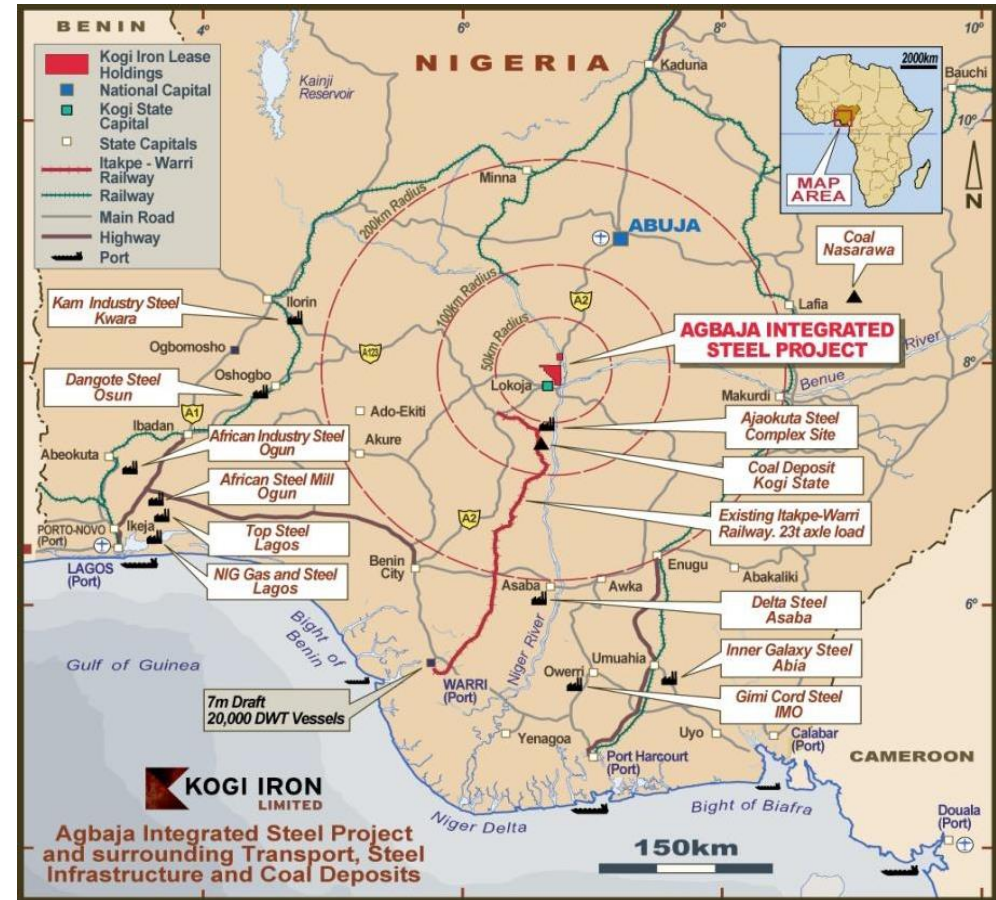 BENIN
4°
6°
8°
10°
NIGERIA
Kogi Iron Lease
Holdings
National Capital
Kogi State
Capital
State Capitals
Itakpe - Warri
Railway
Railway
Main Road
Highway
Port
Kainji
Reservoir
Kaduna
2000km
MAP
AREA
Bauchi
10°
N
Minna
200km Radius
100km Radius
50km Radius
ABUJA
A2
Coal
Nasarawa
Lafia
Kam Industry Steel
Kwara
Ilorin
Ogbomosho
A123
AGBAJA INTEGRATED
STEEL PROJECT
Benue River
8°
Dangote Steel
Osun
Oshogbo
Lokoja
Makurdi
A1
Ado-Ekiti
Ibadan
Akure
Ajaokuta Steel
Complex Site
Abeokuta
African Industry Steel
Ogun
Coal Deposit
Kogi State
African Steel Mill
Ogun
A2
Existing Itakpe-Warri
Railway. 23t axle load
PORTO-NOVO
(Port)
Ikeja
Top Steel
Lagos
LAGOS
(Port)
NIG Gas and Steel
Lagos
Benin
City
Enugu
Abakaliki
Asaba
Awka
Delta Steel
Asaba
6°
Bight of
Benin
Niger River
Gulf of Guinea
Umuahia
Owerri
Inner Galaxy Steel
Abia
WARRI
(Port)
Gimi Cord Steel
IMO
7m Draft
20,000 DWT Vessels
Yenagoa
Uyo
Calabar
(Port)
Port Harcourt
(Port)
CAMEROON
KOGI IRON
LIMITED
Niger Delta
Bight of Biafra
Douala
(Port)
Agbaja Integrated Steel Project
and surrounding Transport, Steel
Infrastructure and Coal Deposits
150km